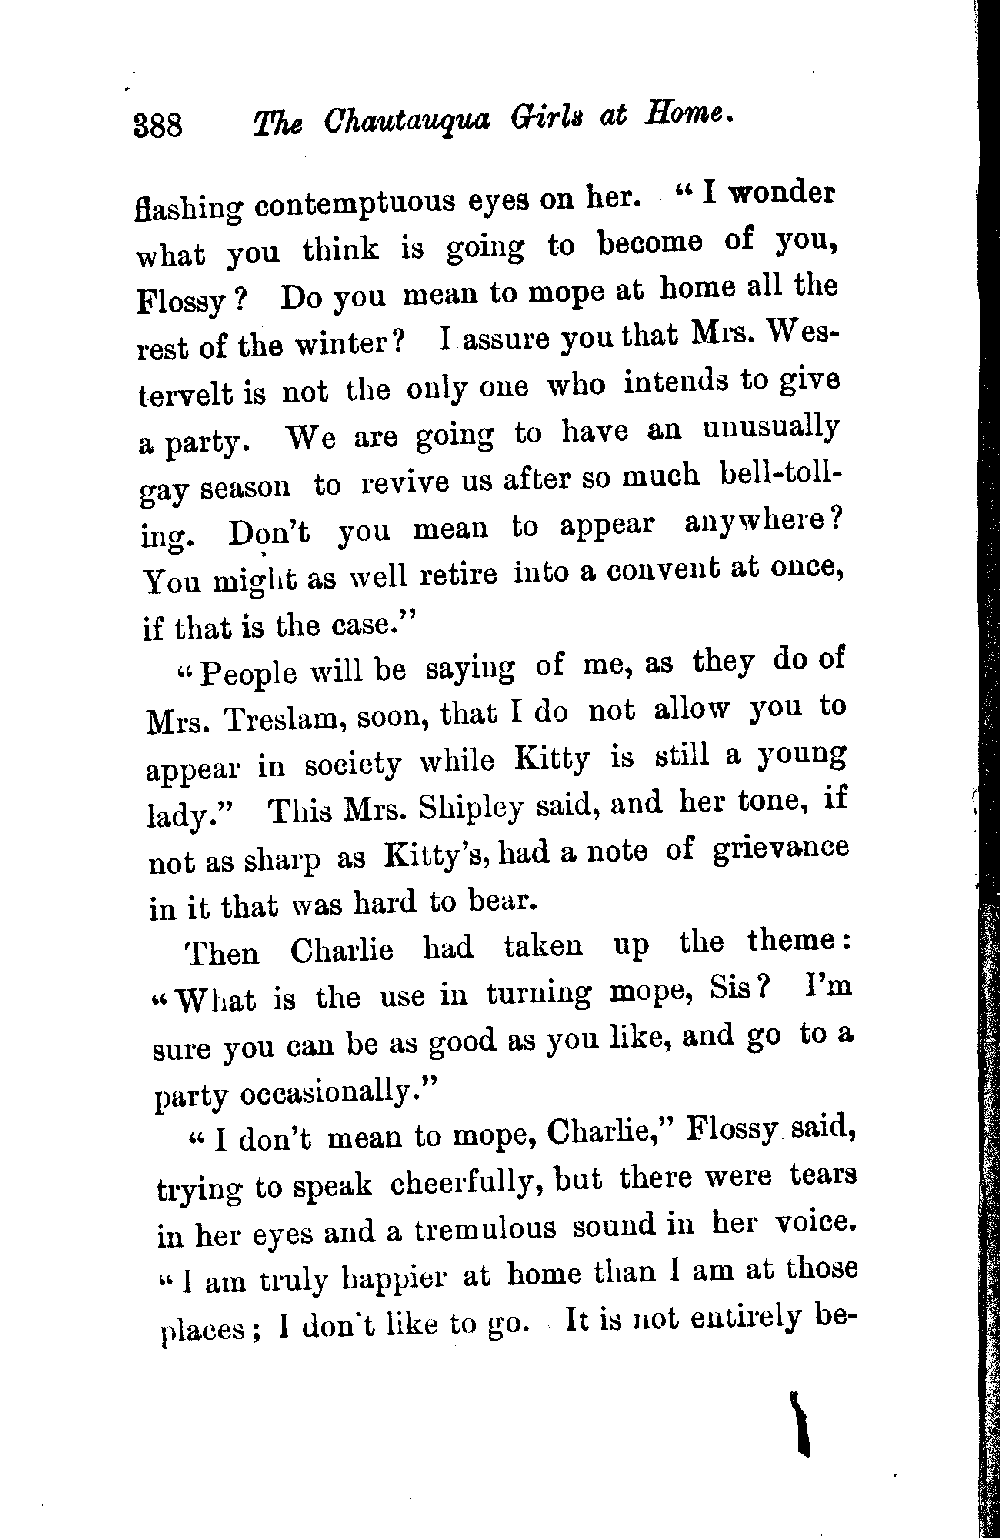 388 The Chautauqua Girls at Home.
flashing contemptuous eyes on her. “ I wonder
what you think is going to become of you,
Flossy? Do you mean to mope at home all the
rest of the winter? I assure you that Mrs. Wes-
tervelt is not the only one who intends to give
a party. We are going to have an unusually
gay season to revive us after so much bell-toll-
ing. Don’t you mean to appear anywhere?
You might as well retire into a convent at once,
if that is the case.”
“ People will be saying of me, as they do of
Mrs. Treslam, soon, that I do not allow you to
appear in society while Kitty is still a young
lady.” This Mrs. Shipley said, and her tone, if
not as sharp as Kitty’s, had a note of grievance
in it that was hard to bear.
Then Charlie had taken up the theme:
“ What is the use in turning mope, Sis? I’m
sure you can be as good as you like, and go to a
party occasionally.”
“ I don’t mean to mope, Charlie,” Flossy said,
trying to speak cheerfully, but there were tears
in her eyes and a tremulous sound in her voice.
“ I am truly happier at home than I am at those
places; I don’t like to go. It is not entirely be-